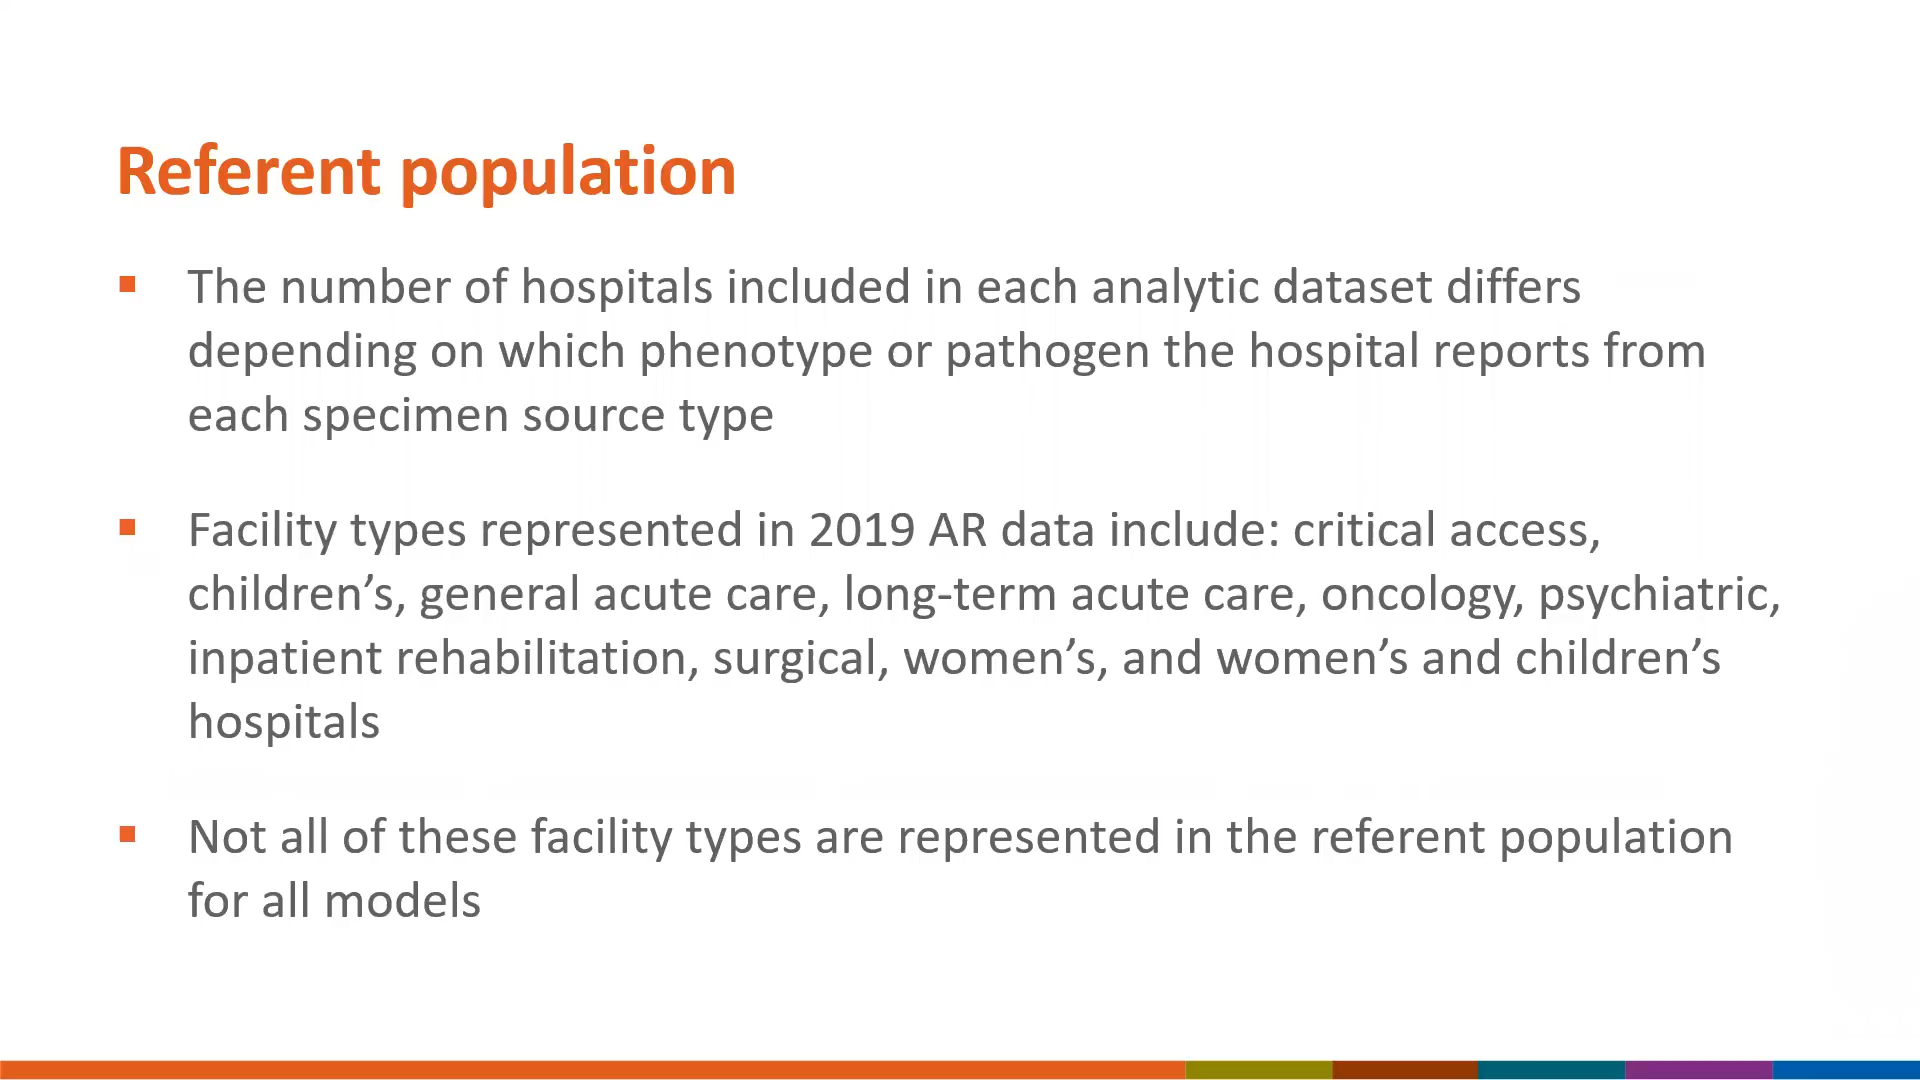 Referent population
▪ The number of hospitals included in each analytic dataset differs
depending on which phenotype or pathogen the hospital reports from
each specimen source type
▪ Facility types represented in 2019 AR data include: critical access,
children’s, general acute care, long-term acute care, oncology, psychiatric,
inpatient rehabilitation, surgical, women’s, and women’s and children’s
hospitals
▪ Not all of these facility types are represented in the referent population
for all models